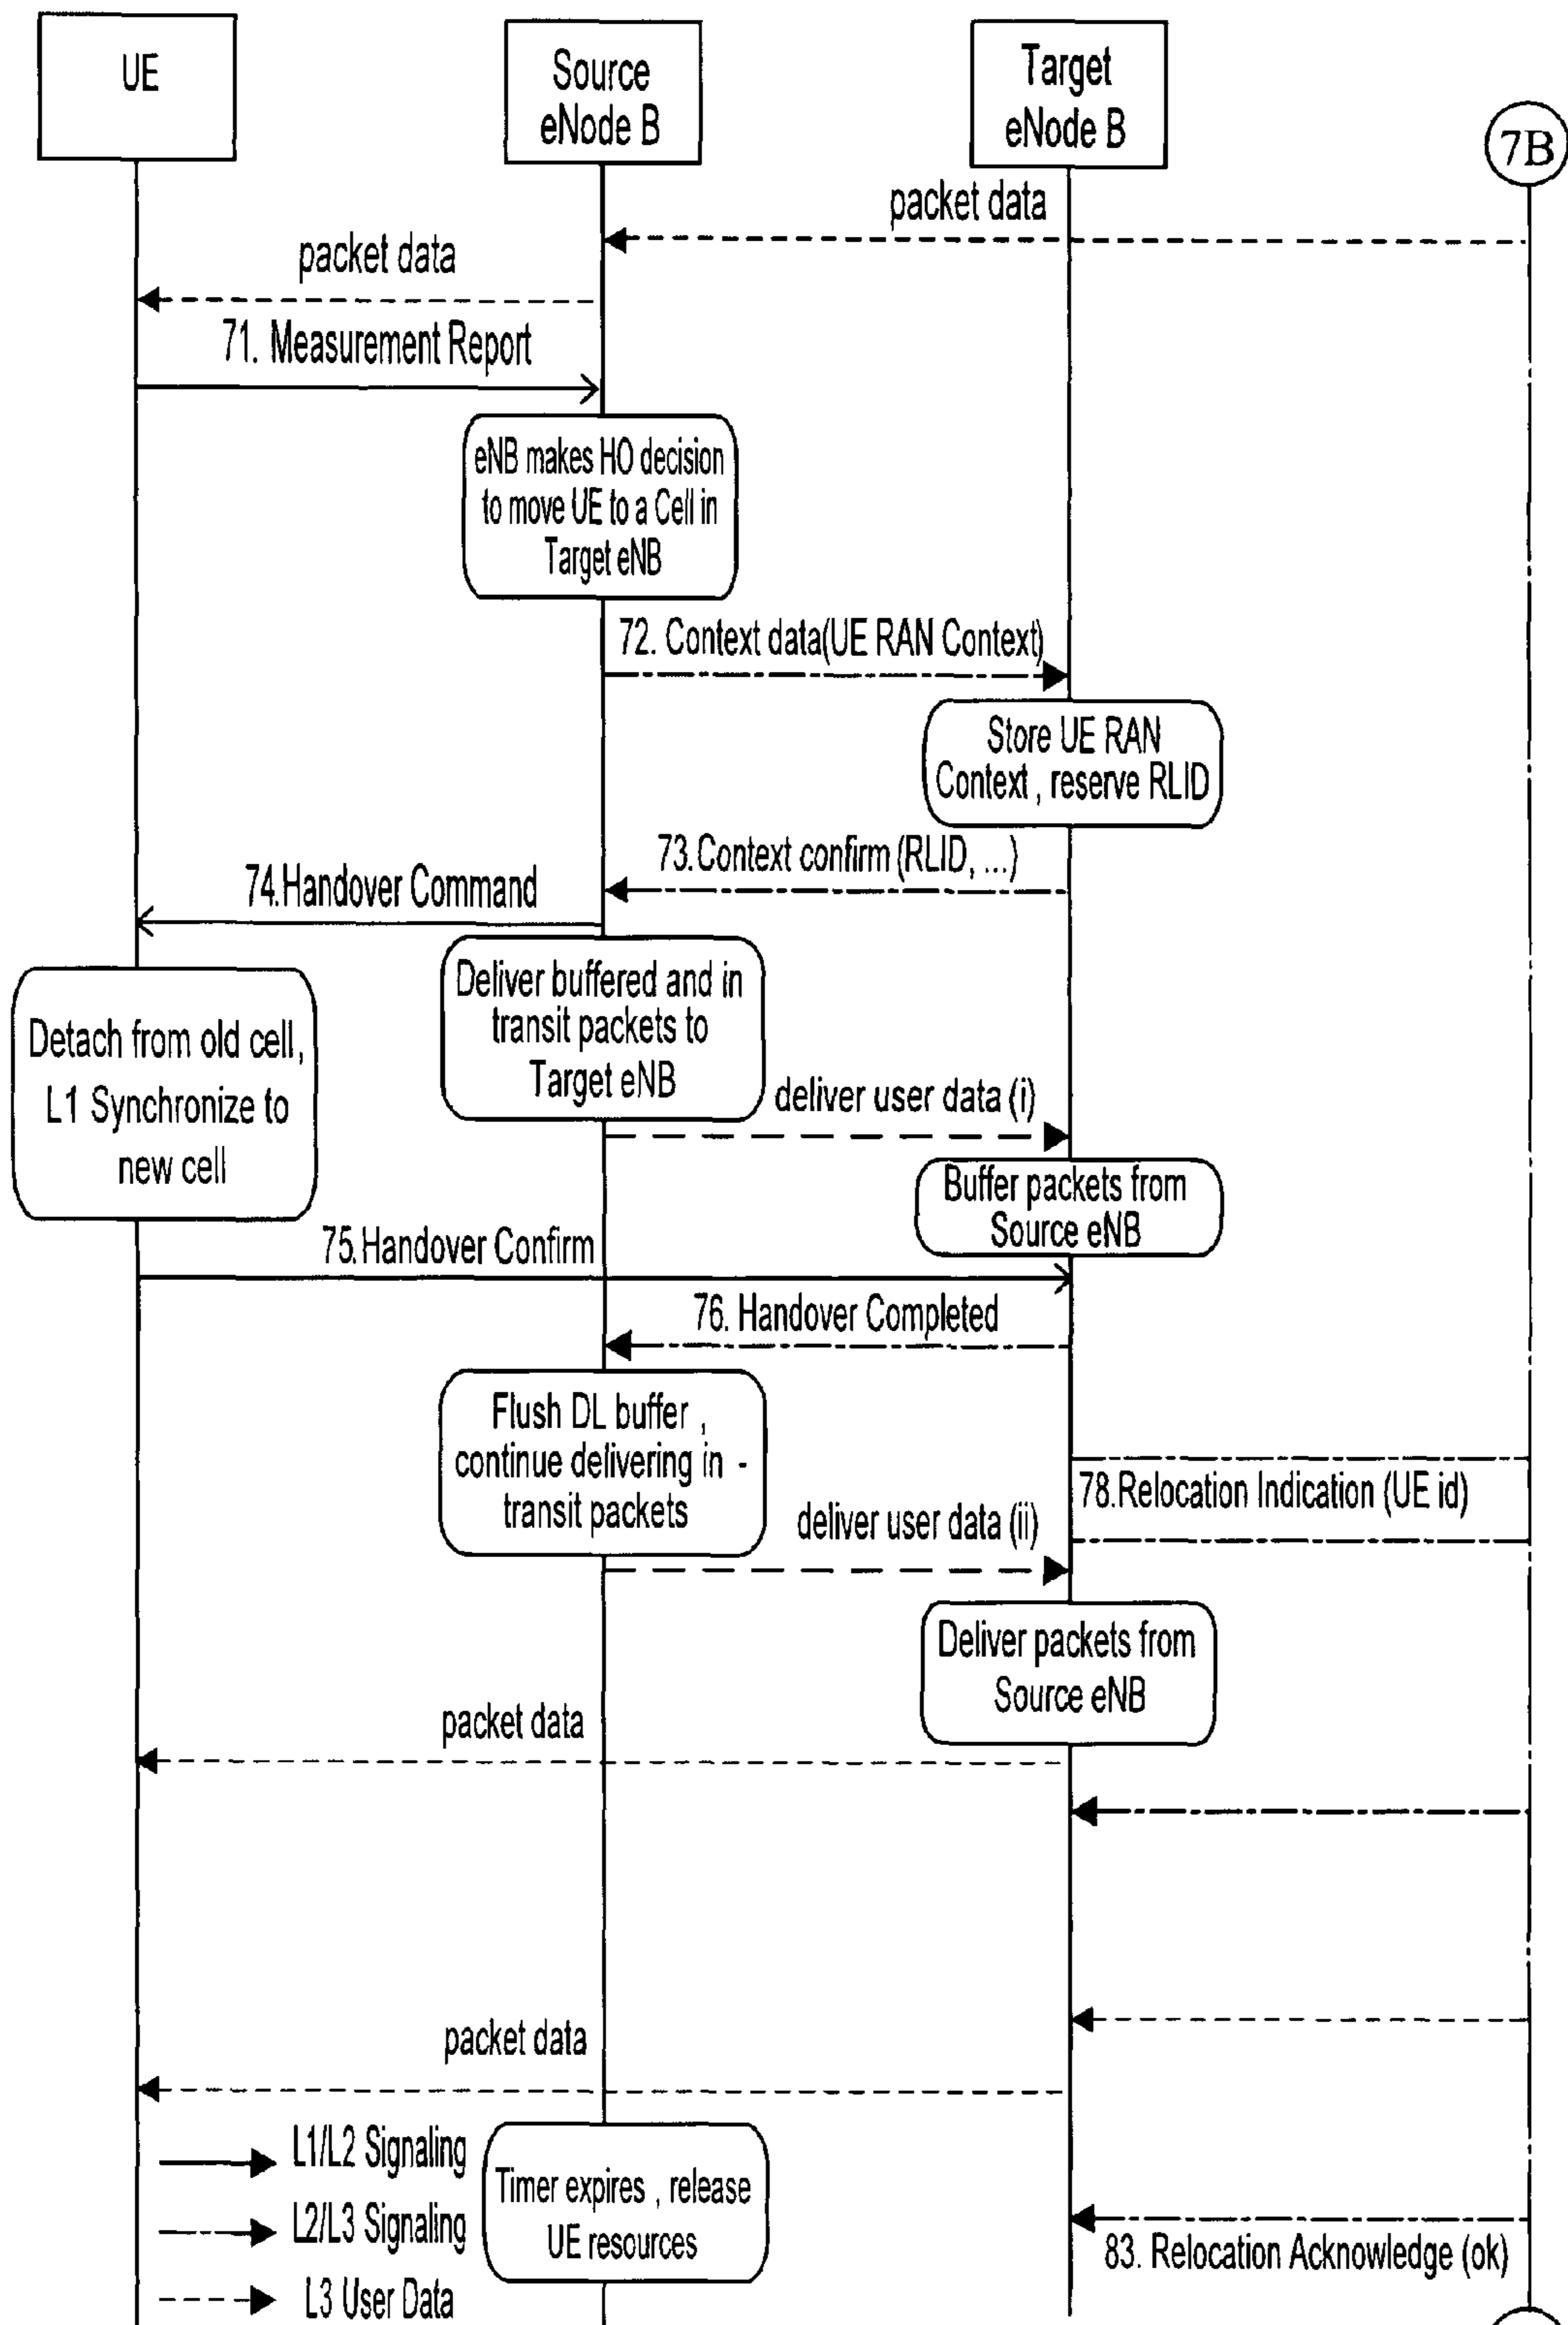 UE
Source
eNode B
Target
eNode B
7B
packet data
packet data
71. Measurement Report
eNB makes HO decision
to move UE to a Cell in
Target eNB
72. Context data(UE RAN Context)
Store UE RAN
Context , reserve RLID
73.Context confirm (RLID, ...)
74.Handover Command
Deliver buffered and in
transit packets to
Target eNB
Detach from old cell,
L1 Synchronize to
new cell
deliver user data (i)
Buffer packets from
Source eNB
75.Handover Confirm
76. Handover Completed
Flush DL buffer ,
continue delivering in -
transit packets
78.Relocation Indication (UE id)
deliver user data (ii)
Deliver packets from
Source eNB
packet data
packet data
L1/L2 Signaling
L2/L3 Signaling
L3 User Data
Timer expires , release
UE resources
83. Relocation Acknowledge (ok)